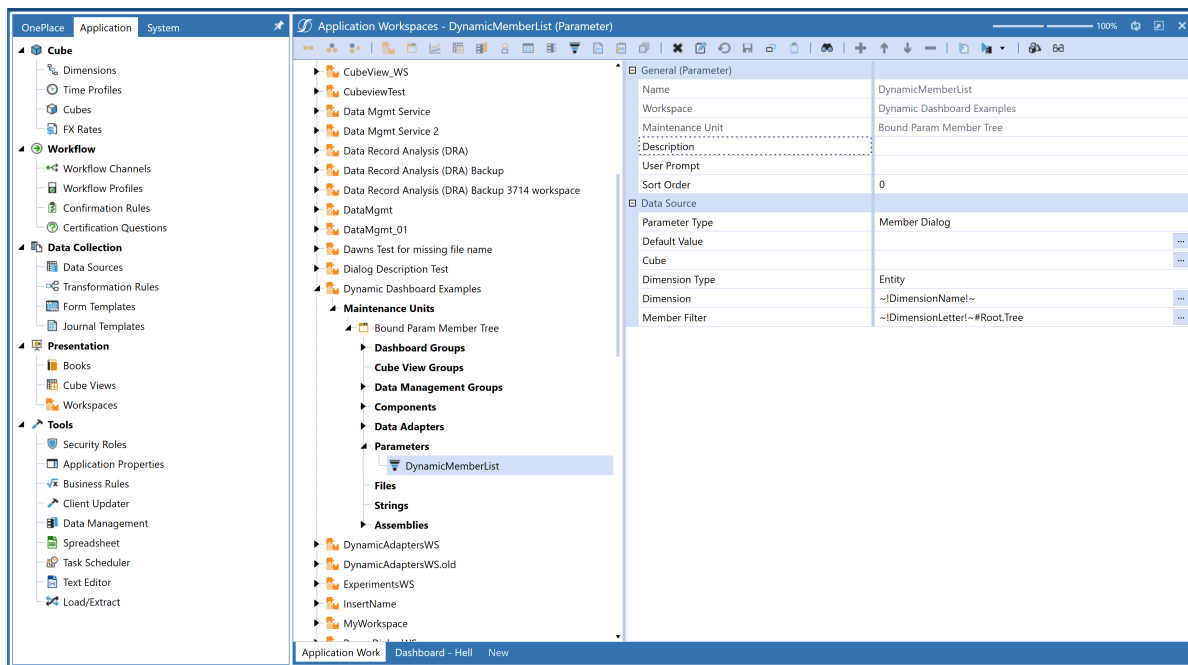 OnePlace Application System
Cube
Dimensions
Time Profiles
Cubes
FX Rates
Workflow
Workflow Channels
Workflow Profiles
Confirmation Rules
Certification Questions
Data Collection
Data Sources
Transformation Rules
Form Templates
Journal Templates
Presentation
Books
Cube Views
Workspaces
Tools
Security Roles
Application Properties
Business Rules
Client Updater
Data Management
Spreadsheet
Task Scheduler
Text Editor
Load/Extract
Application Workspaces - DynamicMemberList (Parameter) 100%
CubeView_WS
CubeviewTest
Data Mgmt Service
Data Mgmt Service 2
Data Record Analysis (DRA)
Data Record Analysis (DRA) Backup
Data Record Analysis (DRA) Backup 3714 workspace
DataMgmt
DataMgmt_01
Dawns Test for missing file name
Dialog Description Test
Dynamic Dashboard Examples
Maintenance Units
Bound Param Member Tree
Dashboard Groups
Cube View Groups
Data Management Groups
Components
Data Adapters
Parameters
DynamicMemberList
Files
Strings
Assemblies
DynamicAdaptersWS
DynamicAdaptersWS.old
ExperimentsWS
InsertName
MyWorkspace
General (Parameter)
Name DynamicMemberList
Workspace Dynamic Dashboard Examples
Maintenance Unit Bound Param Member Tree
Description
User Prompt
Sort Order 0
Data Source
Parameter Type Member Dialog
Default Value ...
Cube ...
Dimension Type Entity
Dimension ~!DimensionName!~ ...
Member Filter ~!DimensionLetter!~#Root.Tree ...
Application Work Dashboard - Hell New